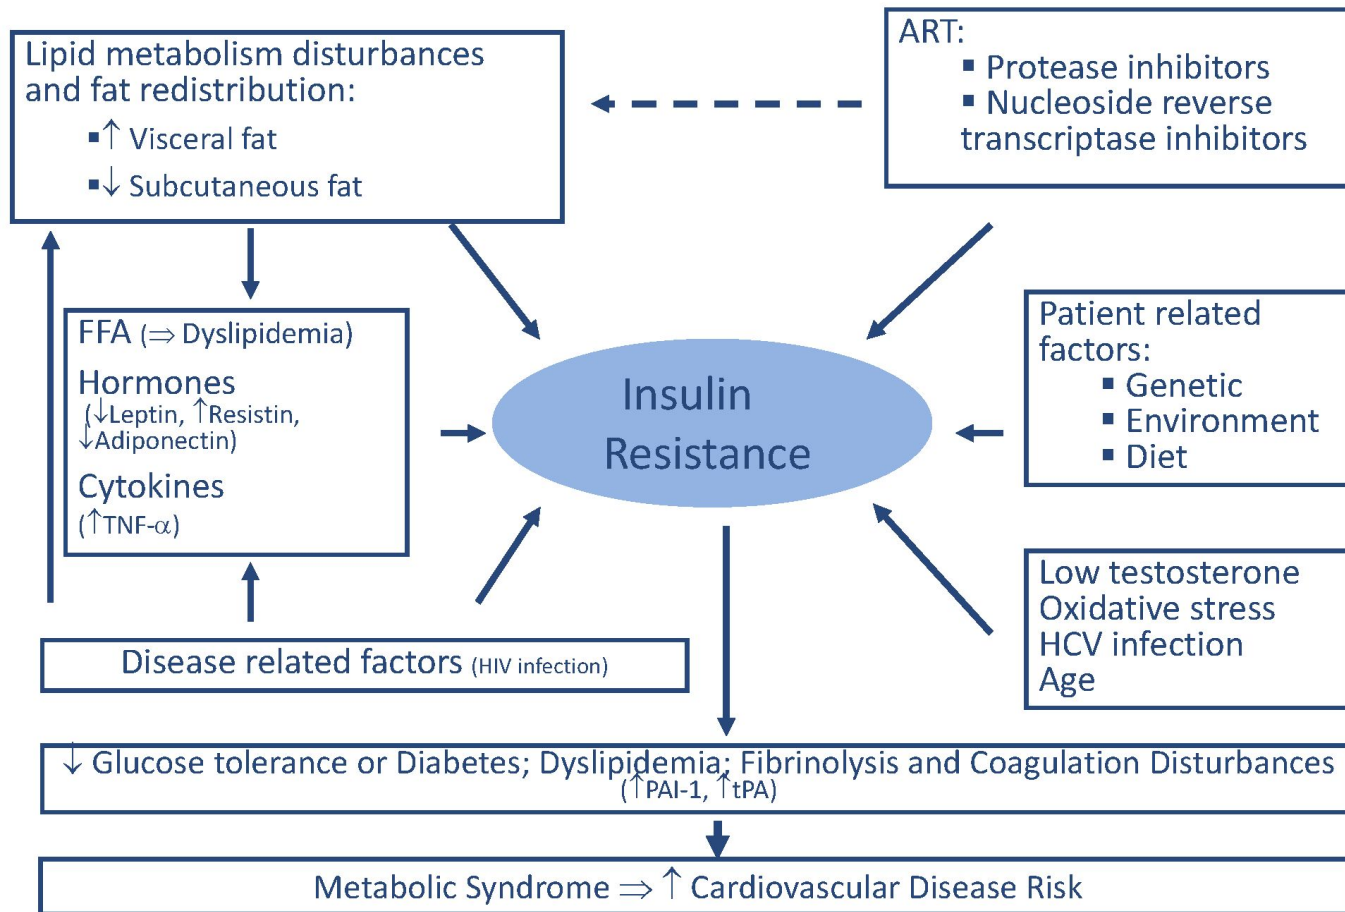 Lipid metabolism disturbances
and fat redistribution:
▪↑ Visceral fat
▪↓ Subcutaneous fat
ART:
▪ Protease inhibitors
▪ Nucleoside reverse
transcriptase inhibitors
FFA (⇒ Dyslipidemia)
Hormones
(↓Leptin, ↑Resistin,
↓Adiponectin)
Cytokines
(↑TNF-α)
Insulin
Resistance
Patient related
factors:
▪ Genetic
▪ Environment
▪ Diet
Low testosterone
Oxidative stress
HCV infection
Age
Disease related factors (HIV infection)
↓ Glucose tolerance or Diabetes; Dyslipidemia; Fibrinolysis and Coagulation Disturbances
(↑PAI-1, ↑tPA)
Metabolic Syndrome ⇒ ↑ Cardiovascular Disease Risk